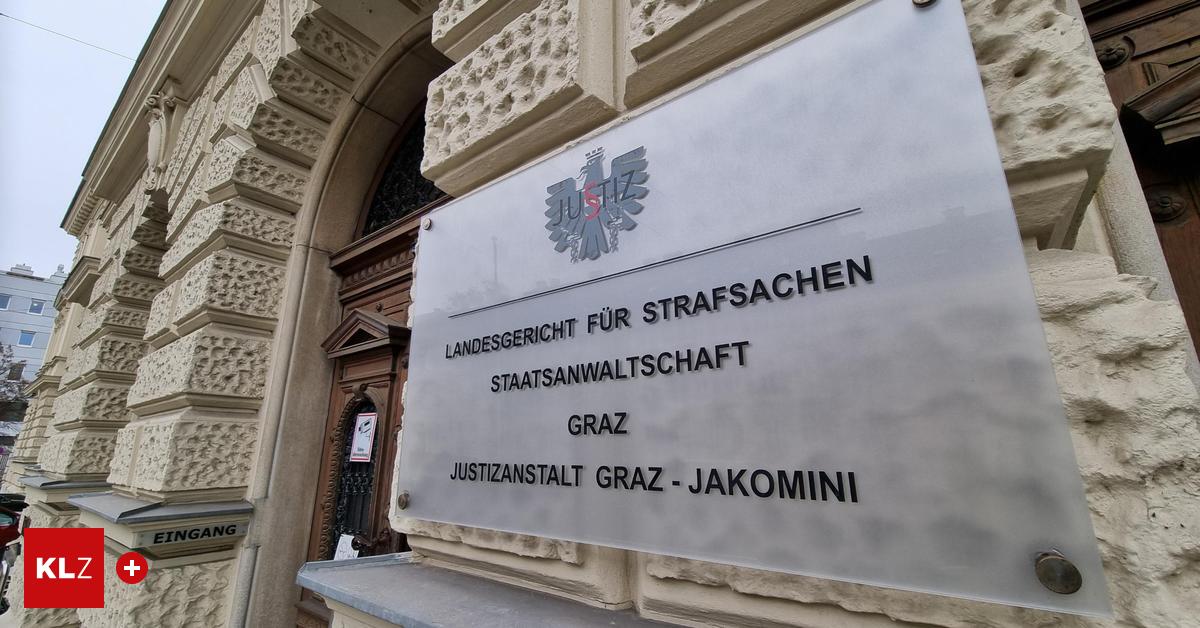 JUSTIZ
LANDESGERICHT FÜR STRAFSACHEN
STAATSANWALTSCHAFT
GRAZ
JUSTIZANSTALT GRAZ - JAKOMINI
EINGANG
KLZ +